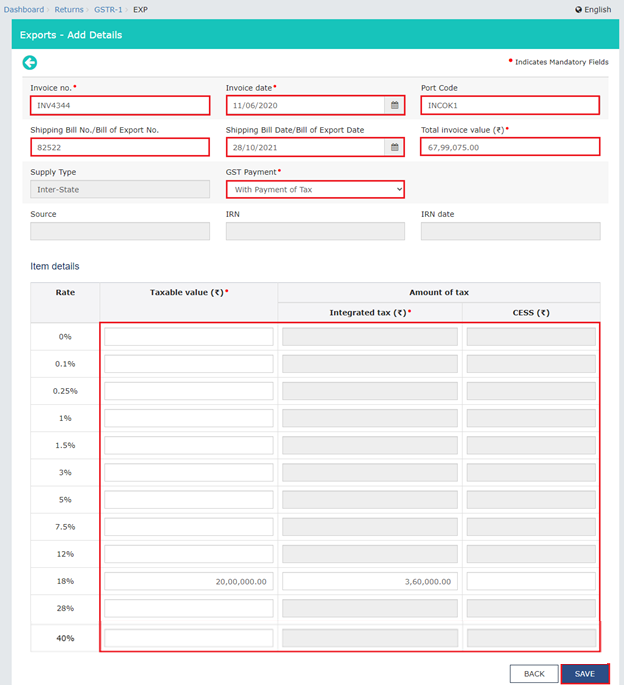 Dashboard › Returns › GSTR-1 › EXP English
Exports - Add Details
* Indicates Mandatory Fields
Invoice no.* Invoice date* Port Code
INV4344 11/06/2020 INCOK1
Shipping Bill No./Bill of Export No. Shipping Bill Date/Bill of Export Date Total invoice value (₹)*
82522 28/10/2021 67,99,075.00
Supply Type GST Payment*
Inter-State With Payment of Tax
Source IRN IRN date
Item details
Rate Taxable value (₹)* Amount of tax
Integrated tax (₹)* CESS (₹)
0%
0.1%
0.25%
1%
1.5%
3%
5%
7.5%
12%
18% 20,00,000.00 3,60,000.00
28%
40%
BACK SAVE